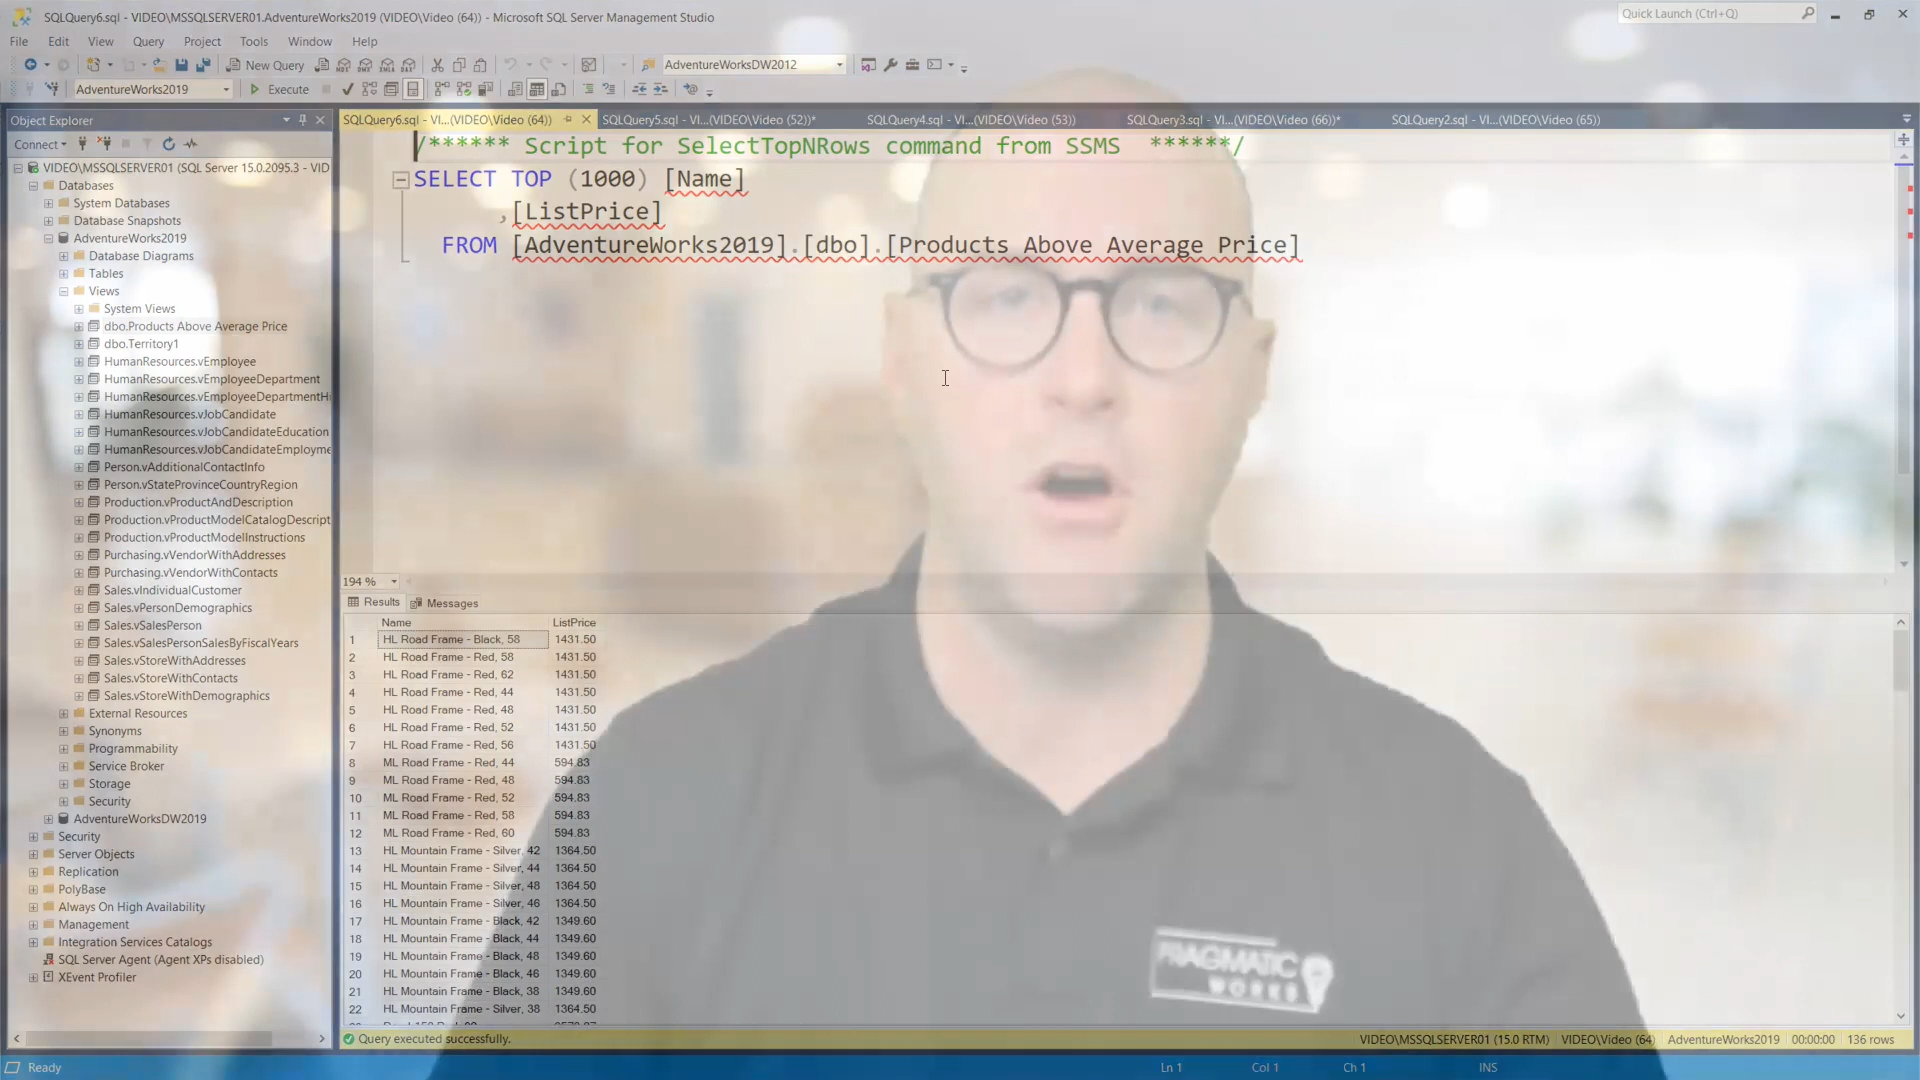 SQLQuery6.sql - VIDEO\MSSQLSERVER01.AdventureWorks2019 (VIDEO\Video (64)) - Microsoft SQL Server Management Studio
Quick Launch (Ctrl+Q)
File Edit View Query Project Tools Window Help
New Query
AdventureWorksDW2012
AdventureWorks2019
Execute
Object Explorer
SQLQuery6.sql - VI...(VIDEO\Video (64))
SQLQuery5.sql - VI...(VIDEO\Video (52))*
SQLQuery4.sql - VI...(VIDEO\Video (53))
SQLQuery3.sql - VI...(VIDEO\Video (66))*
SQLQuery2.sql - VI...(VIDEO\Video (65))
Connect
VIDEO\MSSQLSERVER01 (SQL Server 15.0.2095.3 - VID
Databases
System Databases
Database Snapshots
AdventureWorks2019
Database Diagrams
Tables
Views
System Views
dbo.Products Above Average Price
dbo.Territory1
HumanResources.vEmployee
HumanResources.vEmployeeDepartment
HumanResources.vEmployeeDepartmentHi
HumanResources.vJobCandidate
HumanResources.vJobCandidateEducation
HumanResources.vJobCandidateEmployme
Person.vAdditionalContactInfo
Person.vStateProvinceCountryRegion
Production.vProductAndDescription
Production.vProductModelCatalogDescript
Production.vProductModelInstructions
Purchasing.vVendorWithAddresses
Purchasing.vVendorWithContacts
Sales.vIndividualCustomer
Sales.vPersonDemographics
Sales.vSalesPerson
Sales.vSalesPersonSalesByFiscalYears
Sales.vStoreWithAddresses
Sales.vStoreWithContacts
Sales.vStoreWithDemographics
External Resources
Synonyms
Programmability
Service Broker
Storage
Security
AdventureWorksDW2019
Security
Server Objects
Replication
PolyBase
Always On High Availability
Management
Integration Services Catalogs
SQL Server Agent (Agent XPs disabled)
XEvent Profiler
/****** Script for SelectTopNRows command from SSMS ******/
SELECT TOP (1000) [Name]
,[ListPrice]
FROM [AdventureWorks2019].[dbo].[Products Above Average Price]
194 %
Results Messages
Name ListPrice
1 HL Road Frame - Black, 58 1431.50
2 HL Road Frame - Red, 58 1431.50
3 HL Road Frame - Red, 62 1431.50
4 HL Road Frame - Red, 44 1431.50
5 HL Road Frame - Red, 48 1431.50
6 HL Road Frame - Red, 52 1431.50
7 HL Road Frame - Red, 56 1431.50
8 ML Road Frame - Red, 44 594.83
9 ML Road Frame - Red, 48 594.83
10 ML Road Frame - Red, 52 594.83
11 ML Road Frame - Red, 58 594.83
12 ML Road Frame - Red, 60 594.83
13 HL Mountain Frame - Silver, 42 1364.50
14 HL Mountain Frame - Silver, 44 1364.50
15 HL Mountain Frame - Silver, 48 1364.50
16 HL Mountain Frame - Silver, 46 1364.50
17 HL Mountain Frame - Black, 42 1349.60
18 HL Mountain Frame - Black, 44 1349.60
19 HL Mountain Frame - Black, 48 1349.60
20 HL Mountain Frame - Black, 46 1349.60
21 HL Mountain Frame - Black, 38 1349.60
22 HL Mountain Frame - Silver, 38 1364.50
PRAGMATIC
WORKS
Query executed successfully.
VIDEO\MSSQLSERVER01 (15.0 RTM) VIDEO\Video (64) AdventureWorks2019 00:00:00 136 rows
Ready
Ln 1 Col 1 Ch 1 INS